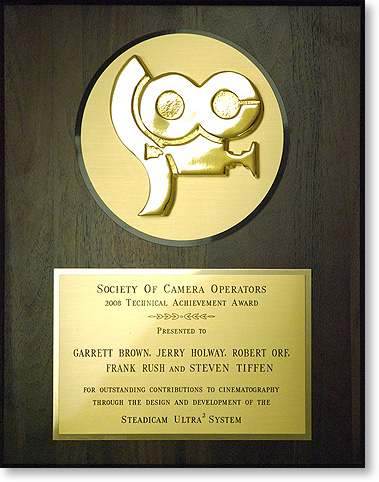 SOCIETY OF CAMERA OPERATORS
2008 TECHNICAL ACHIEVEMENT AWARD
PRESENTED TO
GARRETT BROWN, JERRY HOLWAY, ROBERT ORF,
FRANK RUSH AND STEVEN TIFFEN
FOR OUTSTANDING CONTRIBUTIONS TO CINEMATOGRAPHY
THROUGH THE DESIGN AND DEVELOPMENT OF THE
STEADICAM ULTRA² SYSTEM